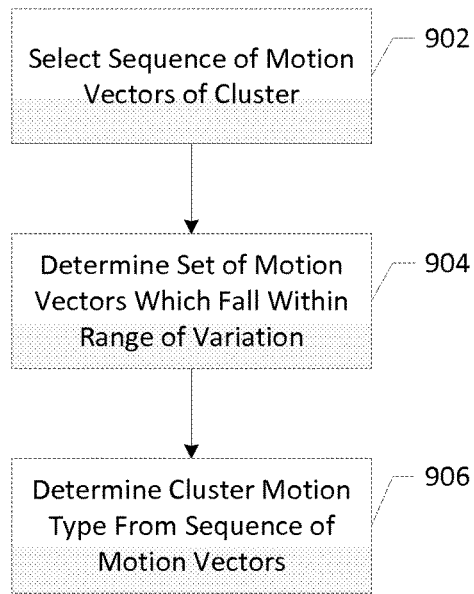 Select Sequence of Motion
Vectors of Cluster
902
Determine Set of Motion
Vectors Which Fall Within
Range of Variation
904
Determine Cluster Motion
Type From Sequence of
Motion Vectors
906